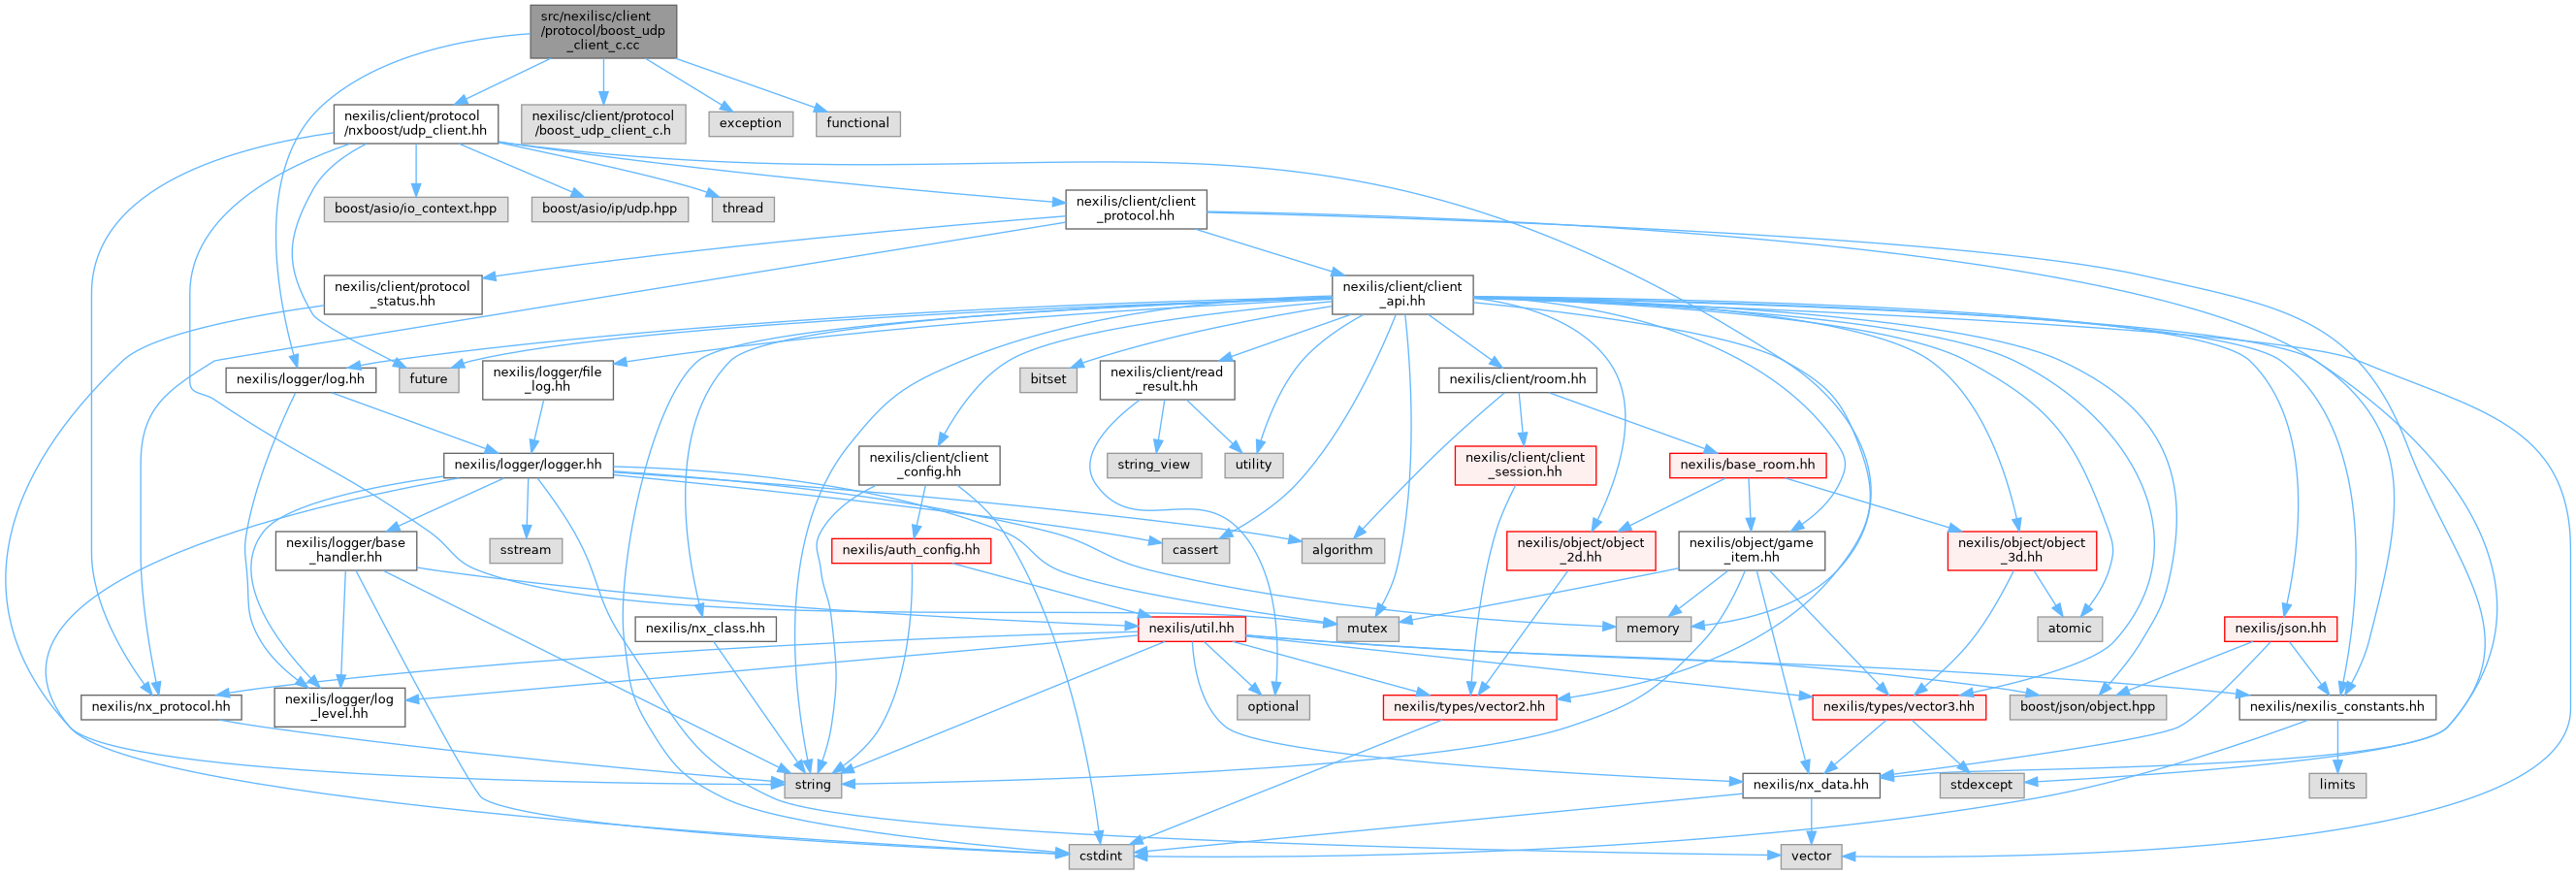 src/nexilisc/client
/protocol/boost_udp
_client_c.cc
nexilis/client/protocol
/nxboost/udp_client.hh
nexilisc/client/protocol
/boost_udp_client_c.h
exception
functional
boost/asio/io_context.hpp
boost/asio/ip/udp.hpp
thread
nexilis/client/client
_protocol.hh
nexilis/client/protocol
_status.hh
nexilis/client/client
_api.hh
nexilis/logger/log.hh
future
nexilis/logger/file
_log.hh
bitset
nexilis/client/read
_result.hh
nexilis/client/room.hh
nexilis/logger/logger.hh
nexilis/client/client
_config.hh
string_view
utility
nexilis/client/client
_session.hh
nexilis/base_room.hh
nexilis/logger/base
_handler.hh
sstream
nexilis/auth_config.hh
cassert
algorithm
nexilis/object/object
_2d.hh
nexilis/object/game
_item.hh
nexilis/object/object
_3d.hh
nexilis/nx_class.hh
nexilis/util.hh
mutex
memory
atomic
nexilis/json.hh
nexilis/nx_protocol.hh
nexilis/logger/log
_level.hh
optional
nexilis/types/vector2.hh
nexilis/types/vector3.hh
boost/json/object.hpp
nexilis/nexilis_constants.hh
string
nexilis/nx_data.hh
stdexcept
limits
cstdint
vector